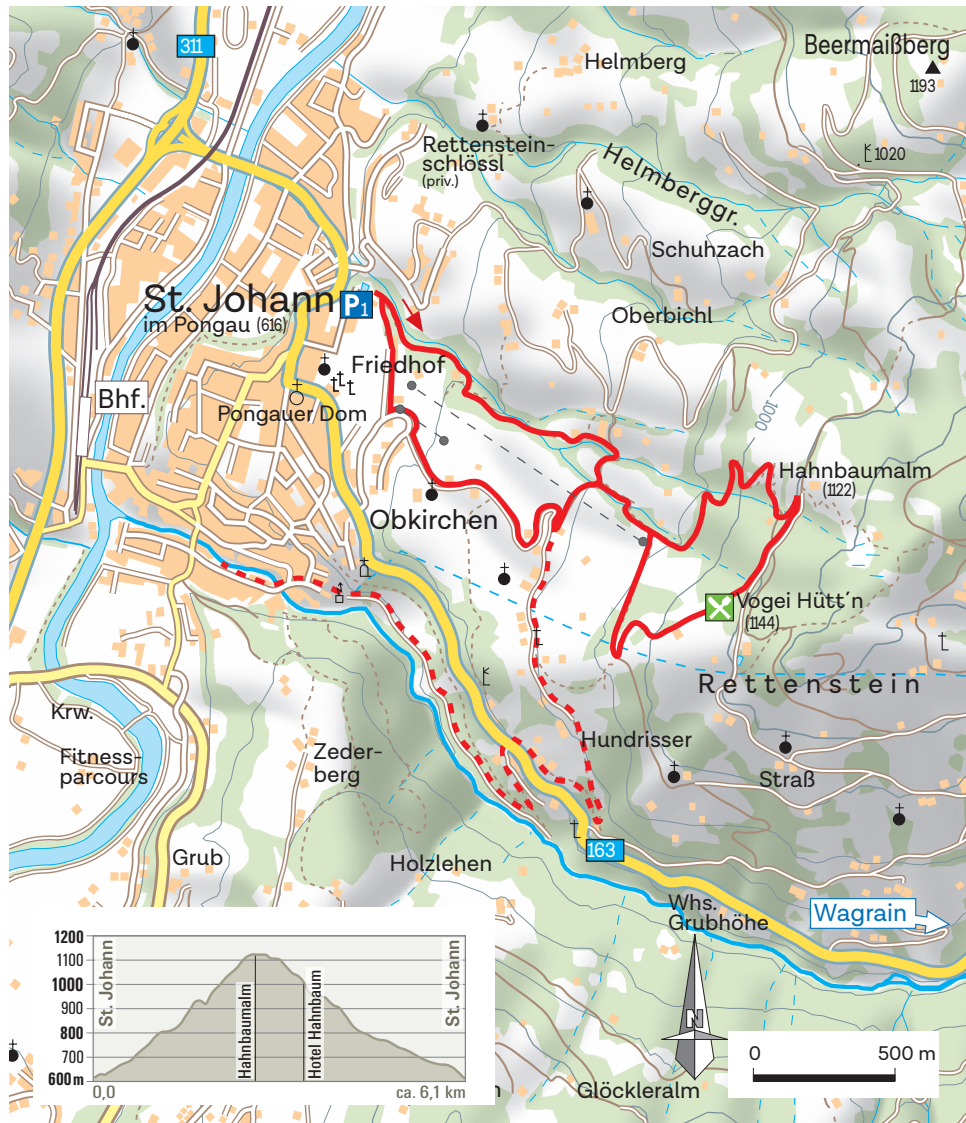 311
Helmberg
Beermaißberg
1193
Rettenstein-
schlössl
(priv.)
Helmberggr.
1020
Schuhzach
St. Johann
im Pongau (616)
P1
Oberbichl
Friedhof
Bhf.
Pongauer Dom
1000
Hahnbaumalm
(1122)
Obkirchen
Vogei Hütt´n
(1144)
Rettenstein
Krw.
Fitness-
parcours
Zeder-
berg
Hundrisser
Straß
Grub
Holzlehen
163
Whs.
Grubhöhe
Wagrain
1200
1100
1000
900
800
700
600 m
St. Johann
Hahnbaumalm
Hotel Hahnbaum
St. Johann
0,0
ca. 6,1 km
n
N
0
500 m
Glöckleralm